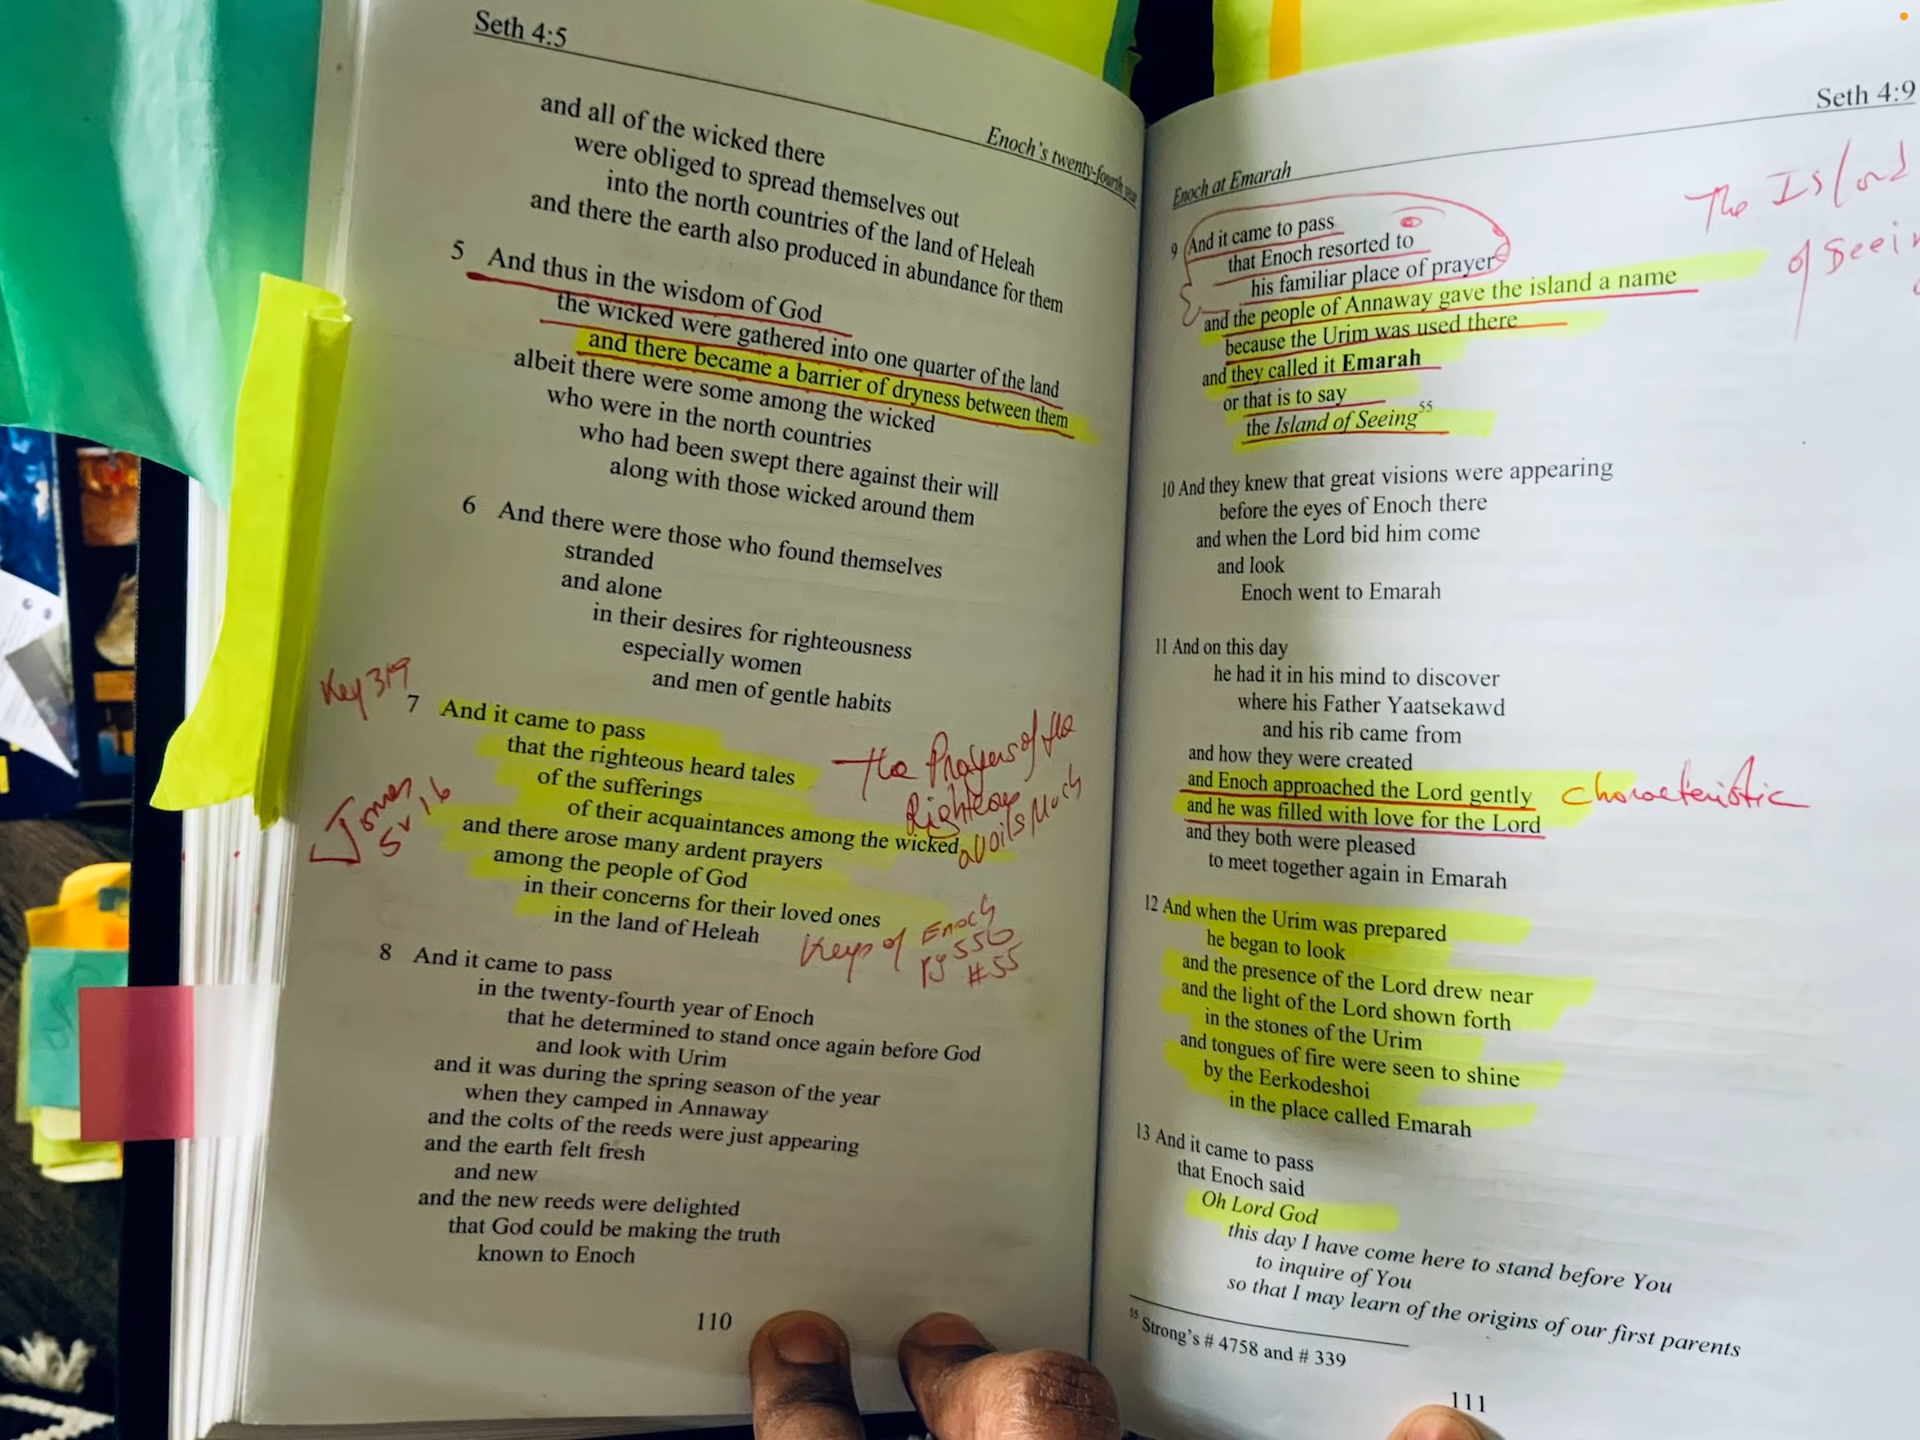 Seth 4:5
Enoch's twenty-fourth year
and all of the wicked there
were obliged to spread themselves out
into the north countries of the land of Heleah
and there the earth also produced in abundance for them
5 And thus in the wisdom of God
the wicked were gathered into one quarter of the land
and there became a barrier of dryness between them
albeit there were some among the wicked
who were in the north countries
who had been swept there against their will
along with those wicked around them
6 And there were those who found themselves
stranded
and alone
in their desires for righteousness
especially women
and men of gentle habits
Key 319
7 And it came to pass
that the righteous heard tales
of the sufferings
of their acquaintances among the wicked
and there arose many ardent prayers
among the people of God
in their concerns for their loved ones
in the land of Heleah
James
5v16
The Prayers of the
Righteous
avails Much
Keys of Enoch
pg 556
#55
8 And it came to pass
in the twenty-fourth year of Enoch
that he determined to stand once again before God
and look with Urim
and it was during the spring season of the year
when they camped in Annaway
and the colts of the reeds were just appearing
and the earth felt fresh
and new
and the new reeds were delighted
that God could be making the truth
known to Enoch
110
Seth 4:9
Enoch at Emarah
The Island
of Seein
9 And it came to pass
that Enoch resorted to
his familiar place of prayer
and the people of Annaway gave the island a name
because the Urim was used there
and they called it Emarah
or that is to say
the Island of Seeing55
10 And they knew that great visions were appearing
before the eyes of Enoch there
and when the Lord bid him come
and look
Enoch went to Emarah
11 And on this day
he had it in his mind to discover
where his Father Yaatsekawd
and his rib came from
and how they were created
and Enoch approached the Lord gently
and he was filled with love for the Lord
and they both were pleased
to meet together again in Emarah
characteristic
12 And when the Urim was prepared
he began to look
and the presence of the Lord drew near
and the light of the Lord shown forth
in the stones of the Urim
and tongues of fire were seen to shine
by the Eerkodeshoi
in the place called Emarah
13 And it came to pass
that Enoch said
Oh Lord God
this day I have come here to stand before You
to inquire of You
so that I may learn of the origins of our first parents
55 Strong's # 4758 and # 339
111